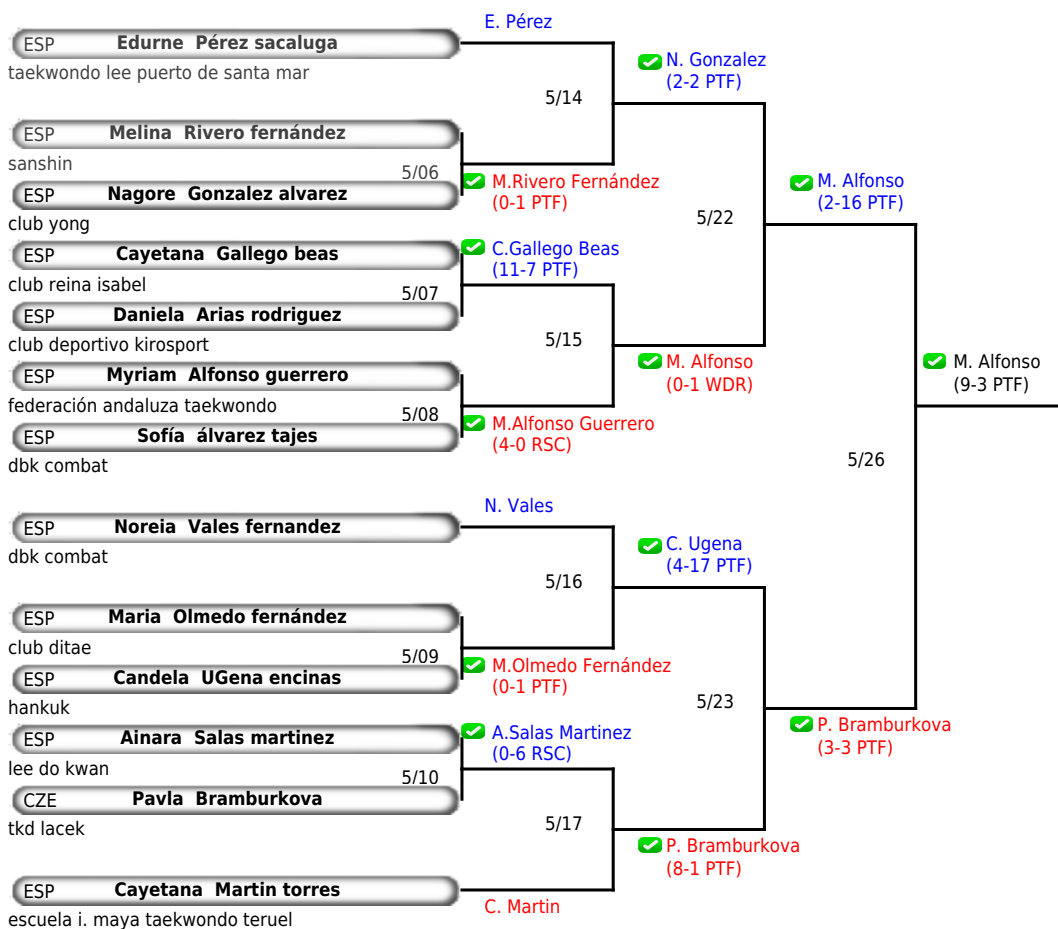 E. Pérez
ESP Edurne Pérez sacaluga
taekwondo lee puerto de santa mar
N. Gonzalez
(2-2 PTF)
5/14
ESP Melina Rivero fernández
sanshin
5/06
M.Rivero Fernández
(0-1 PTF)
ESP Nagore Gonzalez alvarez
club yong
M. Alfonso
(2-16 PTF)
5/22
ESP Cayetana Gallego beas
club reina isabel
C.Gallego Beas
(11-7 PTF)
5/07
ESP Daniela Arias rodriguez
club deportivo kirosport
5/15
M. Alfonso
(0-1 WDR)
M. Alfonso
(9-3 PTF)
ESP Myriam Alfonso guerrero
federación andaluza taekwondo
5/08
M.Alfonso Guerrero
(4-0 RSC)
ESP Sofía álvarez tajes
dbk combat
5/26
N. Vales
ESP Noreia Vales fernandez
dbk combat
C. Ugena
(4-17 PTF)
5/16
ESP Maria Olmedo fernández
club ditae
5/09
M.Olmedo Fernández
(0-1 PTF)
ESP Candela UGena encinas
hankuk
5/23
P. Bramburkova
(3-3 PTF)
ESP Ainara Salas martinez
lee do kwan
A.Salas Martinez
(0-6 RSC)
5/10
CZE Pavla Bramburkova
tkd lacek
5/17
P. Bramburkova
(8-1 PTF)
ESP Cayetana Martin torres
escuela i. maya taekwondo teruel
C. Martin